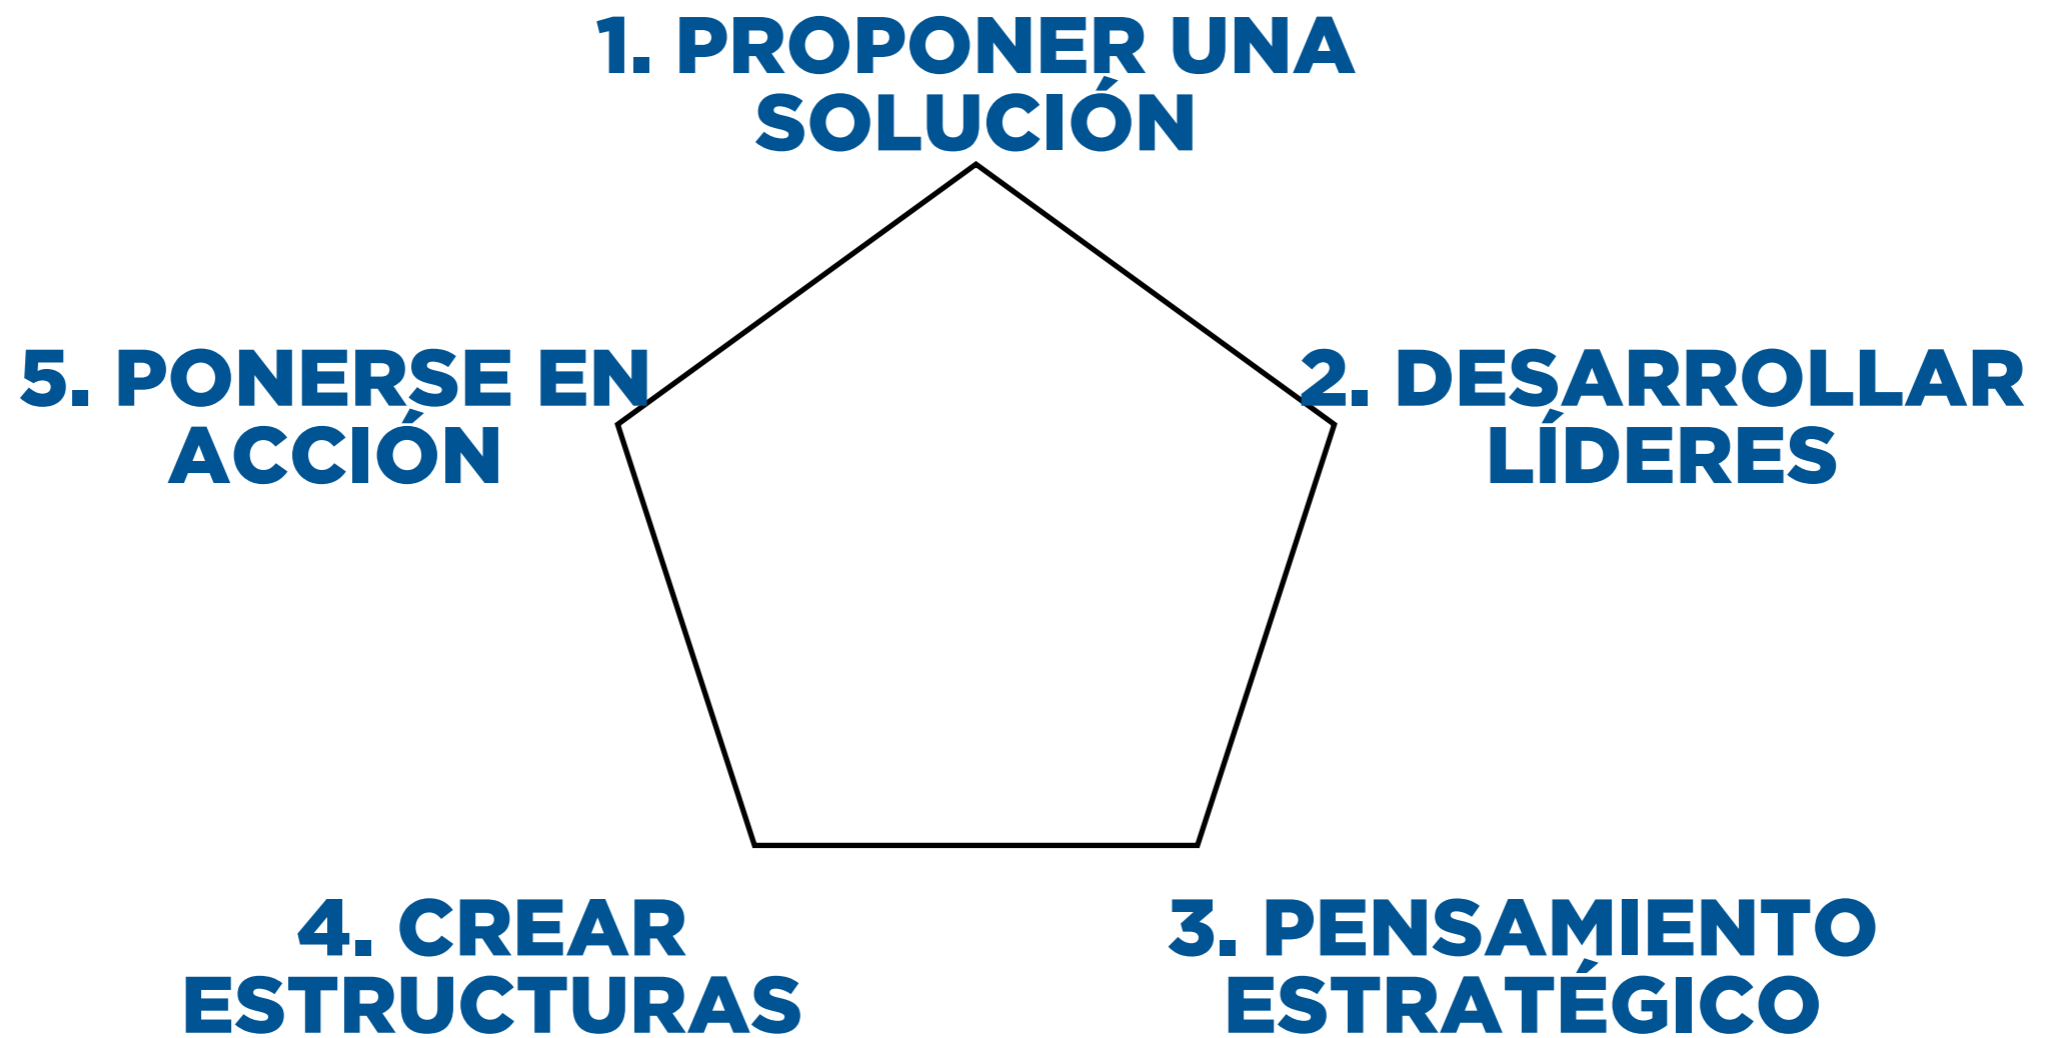 1. PROPONER UNA
SOLUCIÓN
2. DESARROLLAR
LÍDERES
3. PENSAMIENTO
ESTRATÉGICO
4. CREAR
ESTRUCTURAS
5. PONERSE EN
ACCIÓN